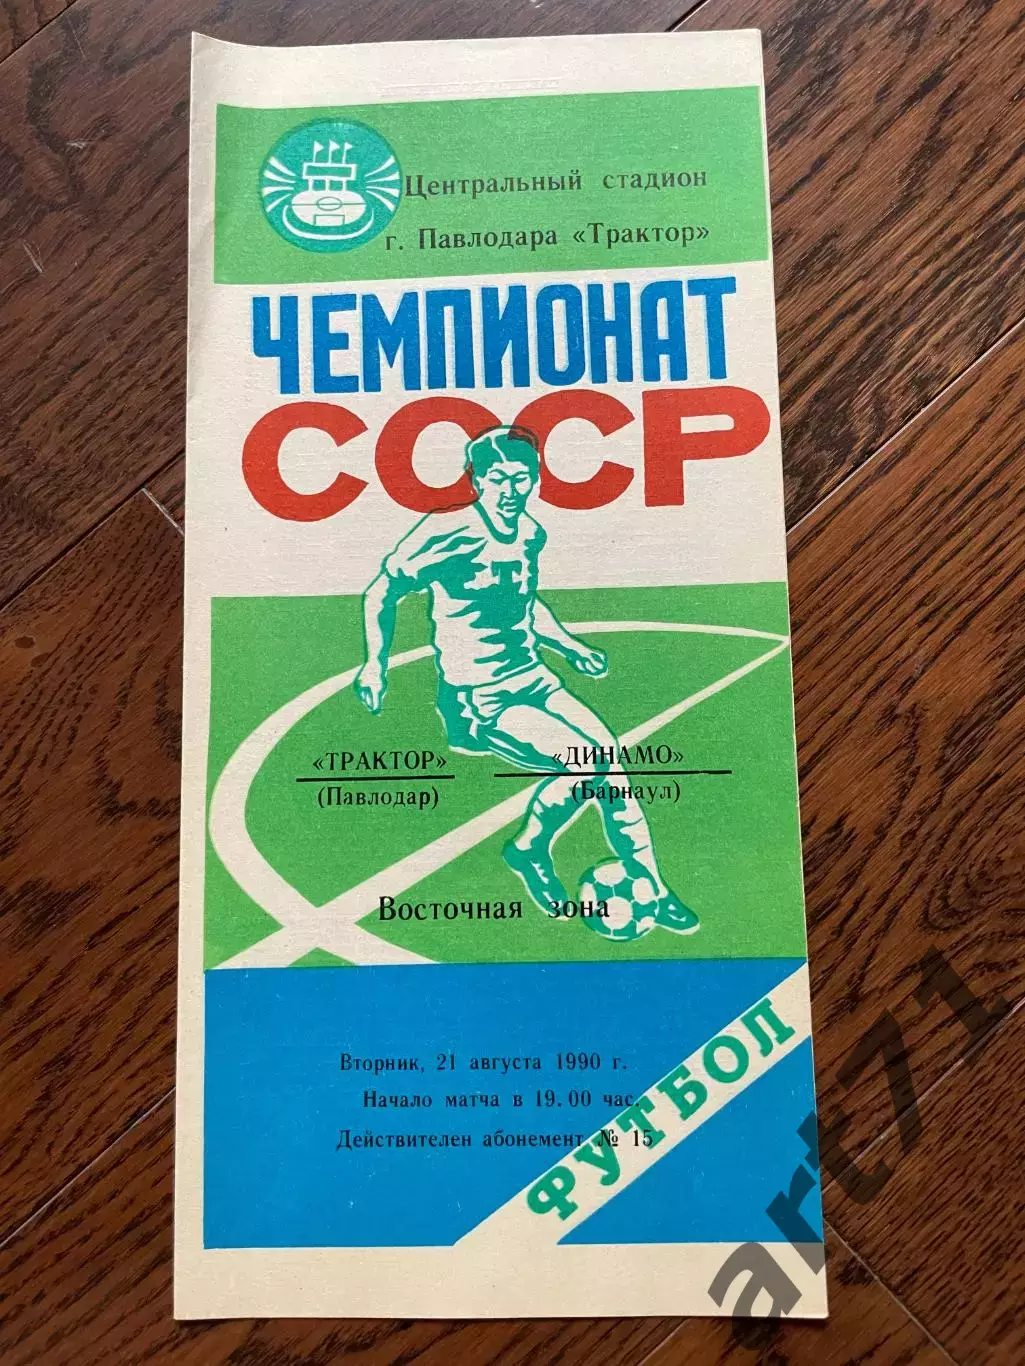 Центральный стадион
г. Павлодара «Трактор»
ЧЕМПИОНАТ
СССР
Т
«ТРАКТОР»
(Павлодар)
«ДИНАМО»
(Барнаул)
Восточная зона
Вторник, 21 августа 1990 г.
Начало матча в 19.00 час.
Действителен абонемент № 15
ФУТБОЛ
art71